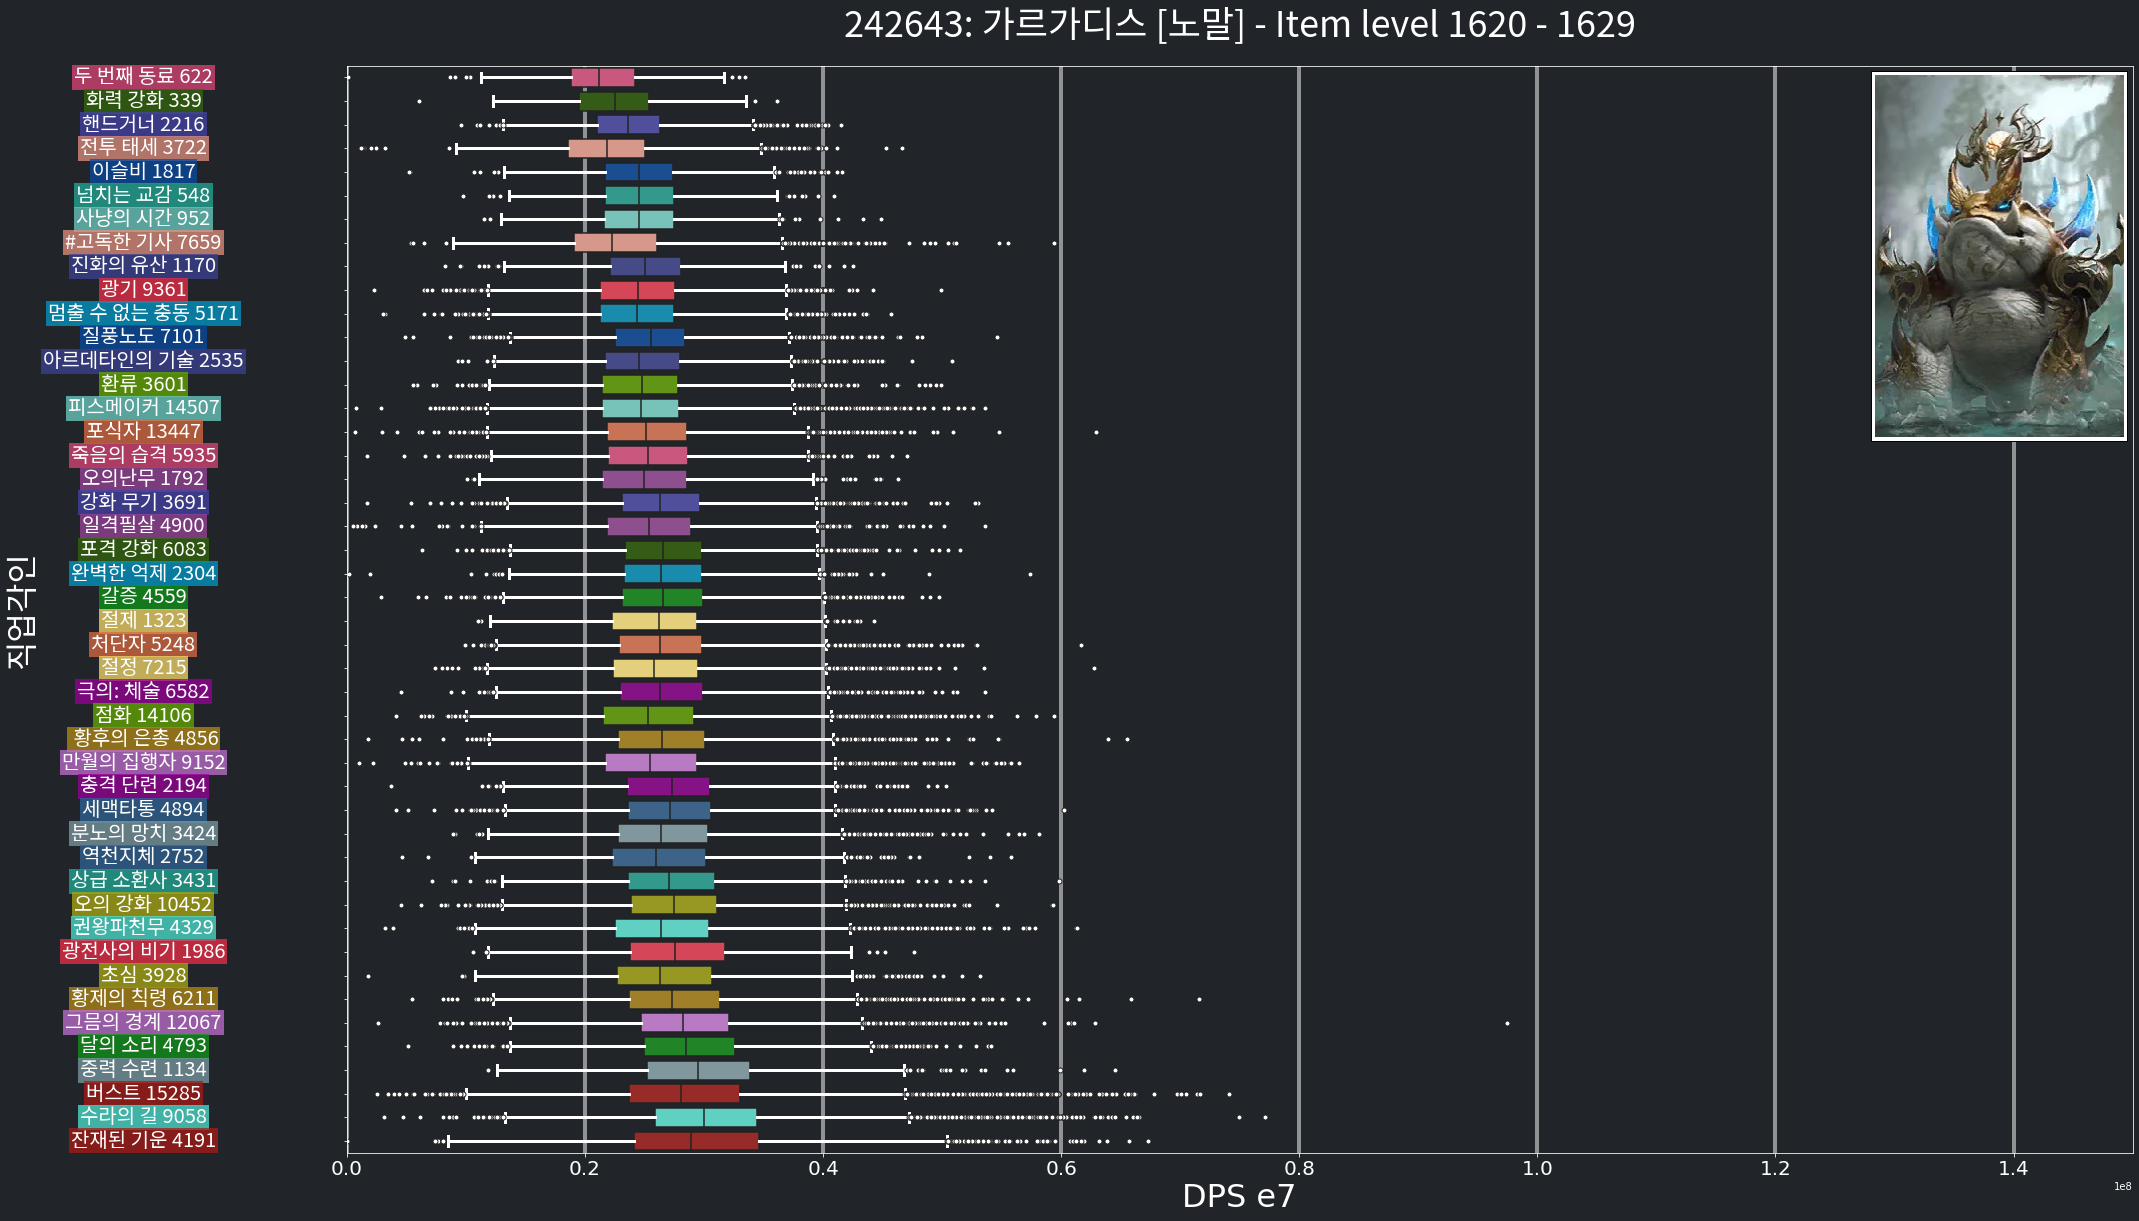 242643: 가르가디스 [노말] - Item level 1620 - 1629
두 번째 동료 622
화력 강화 339
핸드거너 2216
전투 태세 3722
이슬비 1817
넘치는 교감 548
사냥의 시간 952
#고독한 기사 7659
진화의 유산 1170
광기 9361
멈출 수 없는 충동 5171
질풍노도 7101
아르데타인의 기술 2535
환류 3601
피스메이커 14507
포식자 13447
죽음의 습격 5935
오의난무 1792
강화 무기 3691
일격필살 4900
포격 강화 6083
완벽한 억제 2304
갈증 4559
절제 1323
처단자 5248
절정 7215
극의: 체술 6582
점화 14106
황후의 은총 4856
만월의 집행자 9152
충격 단련 2194
세맥타통 4894
분노의 망치 3424
역천지체 2752
상급 소환사 3431
오의 강화 10452
권왕파천무 4329
광전사의 비기 1986
초심 3928
황제의 칙령 6211
그믐의 경계 12067
달의 소리 4793
중력 수련 1134
버스트 15285
수라의 길 9058
잔재된 기운 4191
직업각인
0.0 0.2 0.4 0.6 0.8 1.0 1.2 1.4
1e8
DPS e7